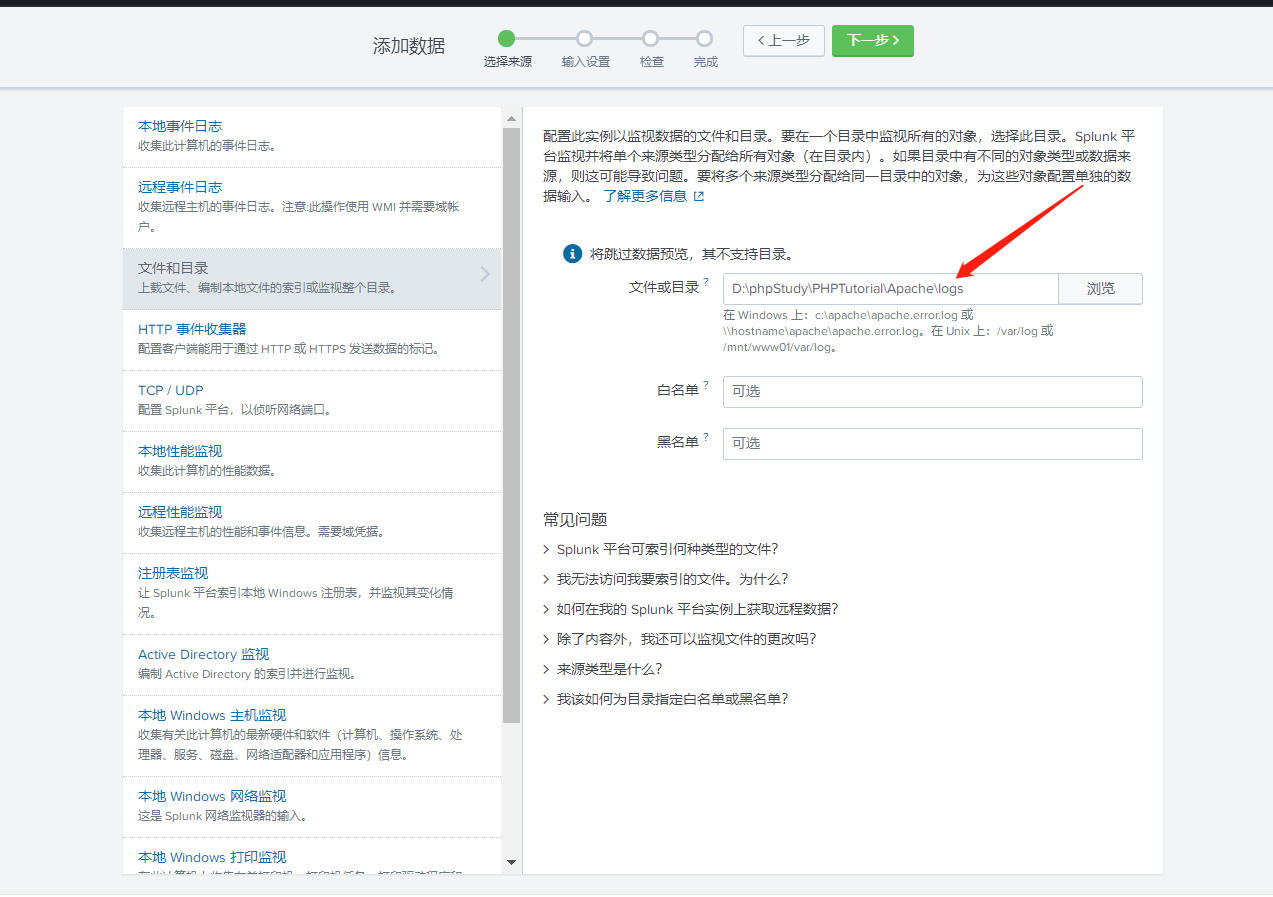 添加数据
选择来源
输入设置
检查
完成
上一步
下一步
本地事件日志
收集此计算机的事件日志。
远程事件日志
收集远程主机的事件日志。注意:此操作使用 WMI 并需要域帐
户。
文件和目录
上载文件、编制本地文件的索引或监视整个目录。
HTTP 事件收集器
配置客户端能用于通过 HTTP 或 HTTPS 发送数据的标记。
TCP / UDP
配置 Splunk 平台，以侦听网络端口。
本地性能监视
收集此计算机的性能数据。
远程性能监视
收集远程主机的性能和事件信息。需要域凭据。
注册表监视
让 Splunk 平台索引本地 Windows 注册表，并监视其变化情
况。
Active Directory 监视
编制 Active Directory 的索引并进行监视。
本地 Windows 主机监视
收集有关此计算机的最新硬件和软件（计算机、操作系统、处
理器、服务、磁盘、网络适配器和应用程序）信息。
本地 Windows 网络监视
这是 Splunk 网络监视器的输入。
本地 Windows 打印监视
配置此实例以监视数据的文件和目录。要在一个目录中监视所有的对象，选择此目录。Splunk 平
台监视并将单个来源类型分配给所有对象（在目录内）。如果目录中有不同的对象类型或数据来
源，则这可能导致问题。要将多个来源类型分配给同一目录中的对象，为这些对象配置单独的数
据输入。 了解更多信息
将跳过数据预览，其不支持目录。
文件或目录 ?
D:\phpStudy\PHPTutorial\Apache\logs
浏览
在 Windows 上：c:\apache\apache.error.log 或
\\hostname\apache\apache.error.log。在 Unix 上：/var/log 或
/mnt/www01/var/log。
白名单 ?
可选
黑名单 ?
可选
常见问题
Splunk 平台可索引何种类型的文件?
我无法访问我要索引的文件。为什么?
如何在我的 Splunk 平台实例上获取远程数据?
除了内容外，我还可以监视文件的更改吗?
来源类型是什么?
我该如何为目录指定白名单或黑名单?